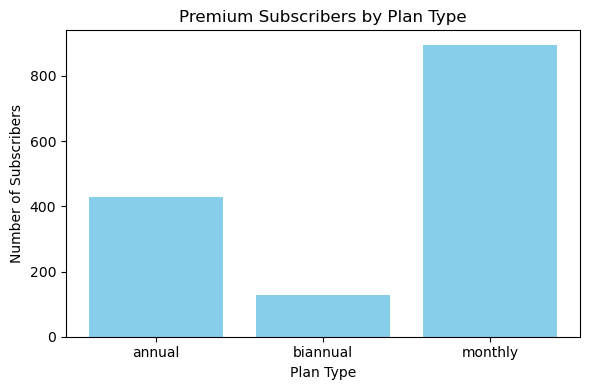 Premium Subscribers by Plan Type
Number of Subscribers
800
600
400
200
0
annual biannual monthly
Plan Type